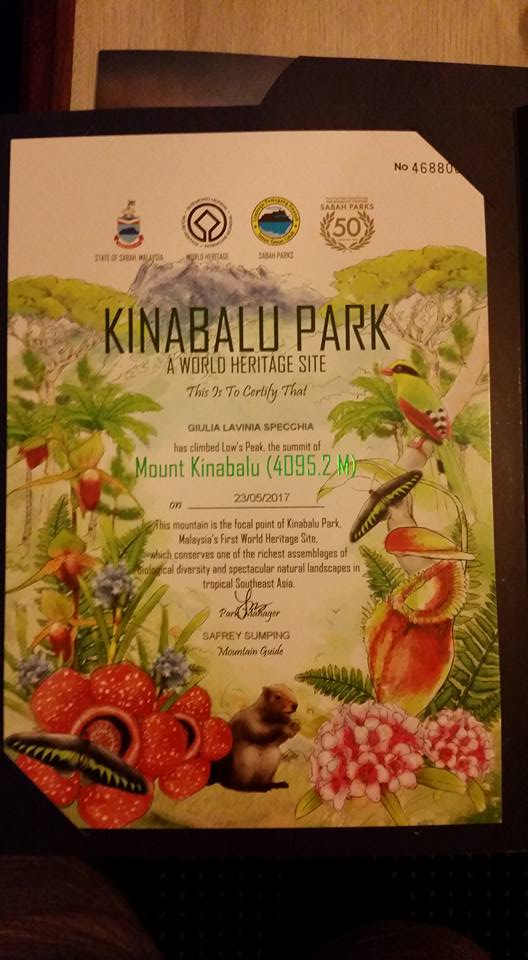 No 46880
STATE OF SABAH, MALAYSIA
WORLD HERITAGE
SABAH PARKS
SABAH PARKS
50
KINABALU PARK
A WORLD HERITAGE SITE
This Is To Certify That
GIULIA LAVINIA SPECCHIA
has climbed Low's Peak, the summit of
Mount Kinabalu (4095.2 M)
on 23/05/2017
This mountain is the focal point of Kinabalu Park,
Malaysia's First World Heritage Site,
which conserves one of the richest assemblages of
biological diversity and spectacular natural landscapes in
tropical Southeast Asia.
Park Manager
SAFREY SUMPING
Mountain Guide